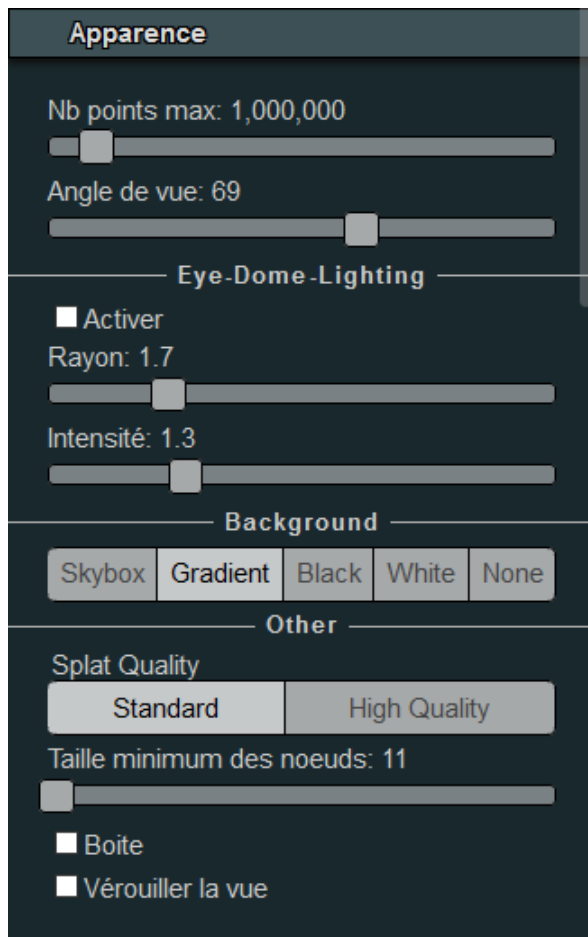 Apparence
Nb points max: 1,000,000
Angle de vue: 69
Eye-Dome-Lighting
Activer
Rayon: 1.7
Intensité: 1.3
Background
Skybox Gradient Black White None
Other
Splat Quality
Standard High Quality
Taille minimum des noeuds: 11
Boite
Vérouiller la vue